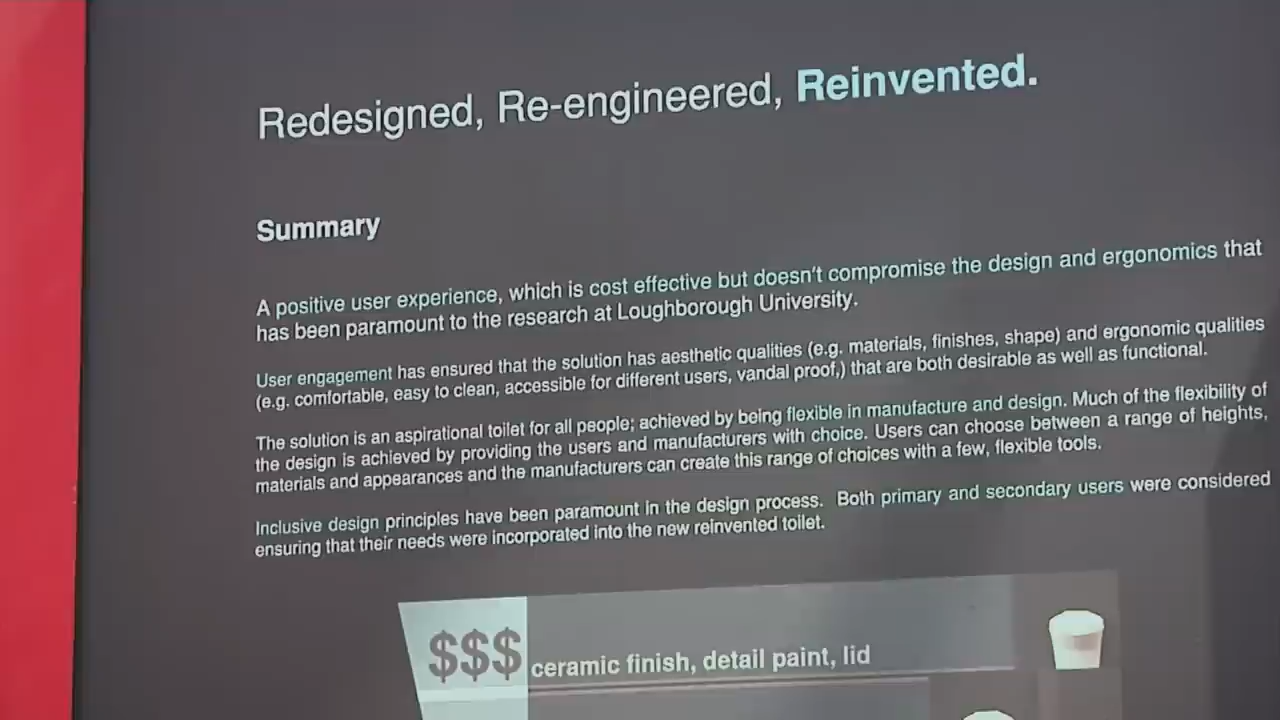 Redesigned, Re-engineered, Reinvented.
Summary
A positive user experience, which is cost effective but doesn't compromise the design and ergonomics that
has been paramount to the research at Loughborough University.
User engagement has ensured that the solution has aesthetic qualities (e.g. materials, finishes, shape) and ergonomic qualities
(e.g. comfortable, easy to clean, accessible for different users, vandal proof,) that are both desirable as well as functional.
The solution is an aspirational toilet for all people; achieved by being flexible in manufacture and design. Much of the flexibility of
the design is achieved by providing the users and manufacturers with choice. Users can choose between a range of heights,
materials and appearances and the manufacturers can create this range of choices with a few, flexible tools.
Inclusive design principles have been paramount in the design process. Both primary and secondary users were considered
ensuring that their needs were incorporated into the new reinvented toilet.
$$$ ceramic finish, detail paint, lid